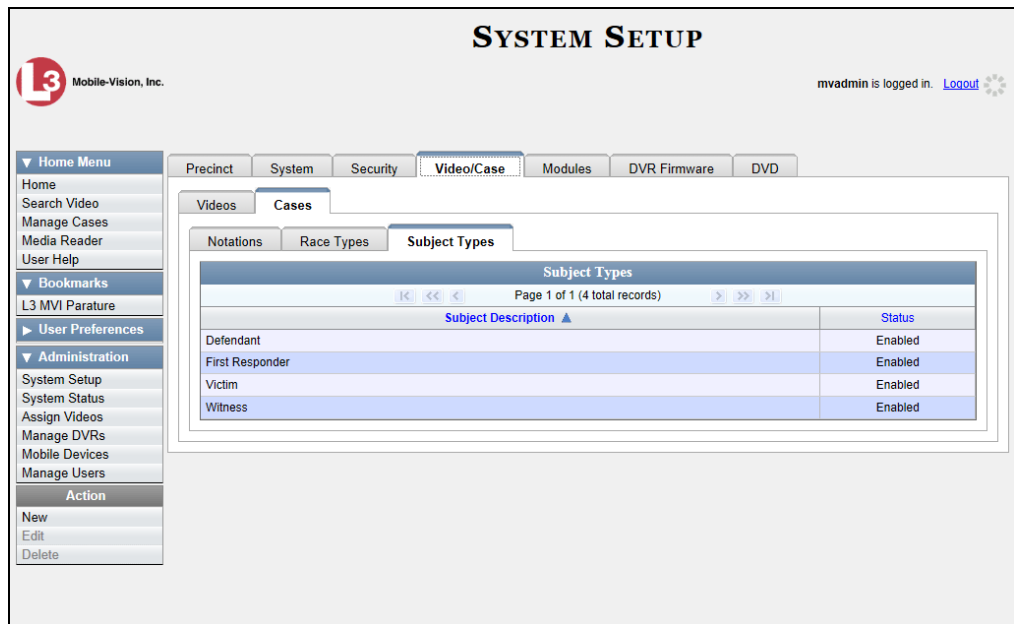 SYSTEM SETUP
L3 Mobile-Vision, Inc.
mvadmin is logged in. Logout
▼ Home Menu
Home
Search Video
Manage Cases
Media Reader
User Help
▼ Bookmarks
L3 MVI Parature
▶ User Preferences
▼ Administration
System Setup
System Status
Assign Videos
Manage DVRs
Mobile Devices
Manage Users
Action
New
Edit
Delete
Precinct System Security Video/Case Modules DVR Firmware DVD
Videos Cases
Notations Race Types Subject Types
Subject Types
|< << < Page 1 of 1 (4 total records) > >> >|
Subject Description ▲ Status
Defendant Enabled
First Responder Enabled
Victim Enabled
Witness Enabled